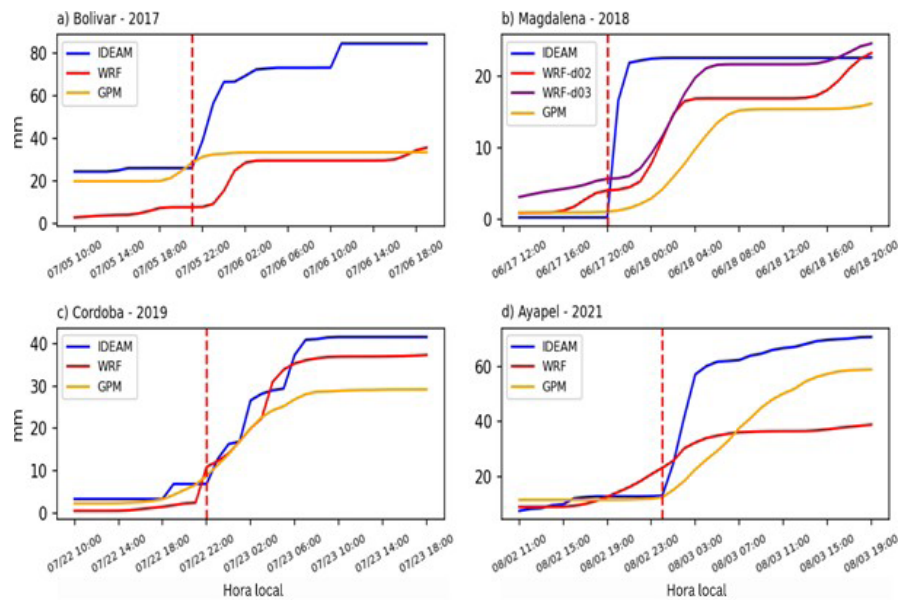 a) Bolivar - 2017
IDEAM
WRF
GPM
mm
80
60
40
20
0
07/05 10:00
07/05 14:00
07/05 18:00
07/05 22:00
07/06 02:00
07/06 06:00
07/06 10:00
07/06 14:00
07/06 18:00
b) Magdalena - 2018
IDEAM
WRF-d02
WRF-d03
GPM
20
10
0
06/17 12:00
06/17 16:00
06/17 20:00
06/18 00:00
06/18 04:00
06/18 08:00
06/18 12:00
06/18 16:00
06/18 20:00
c) Cordoba - 2019
IDEAM
WRF
GPM
mm
40
30
20
10
0
07/22 10:00
07/22 14:00
07/22 18:00
07/22 22:00
07/23 02:00
07/23 06:00
07/23 10:00
07/23 14:00
07/23 18:00
Hora local
d) Ayapel - 2021
IDEAM
WRF
GPM
60
40
20
08/02 11:00
08/02 15:00
08/02 19:00
08/02 23:00
08/03 03:00
08/03 07:00
08/03 11:00
08/03 15:00
08/03 19:00
Hora local